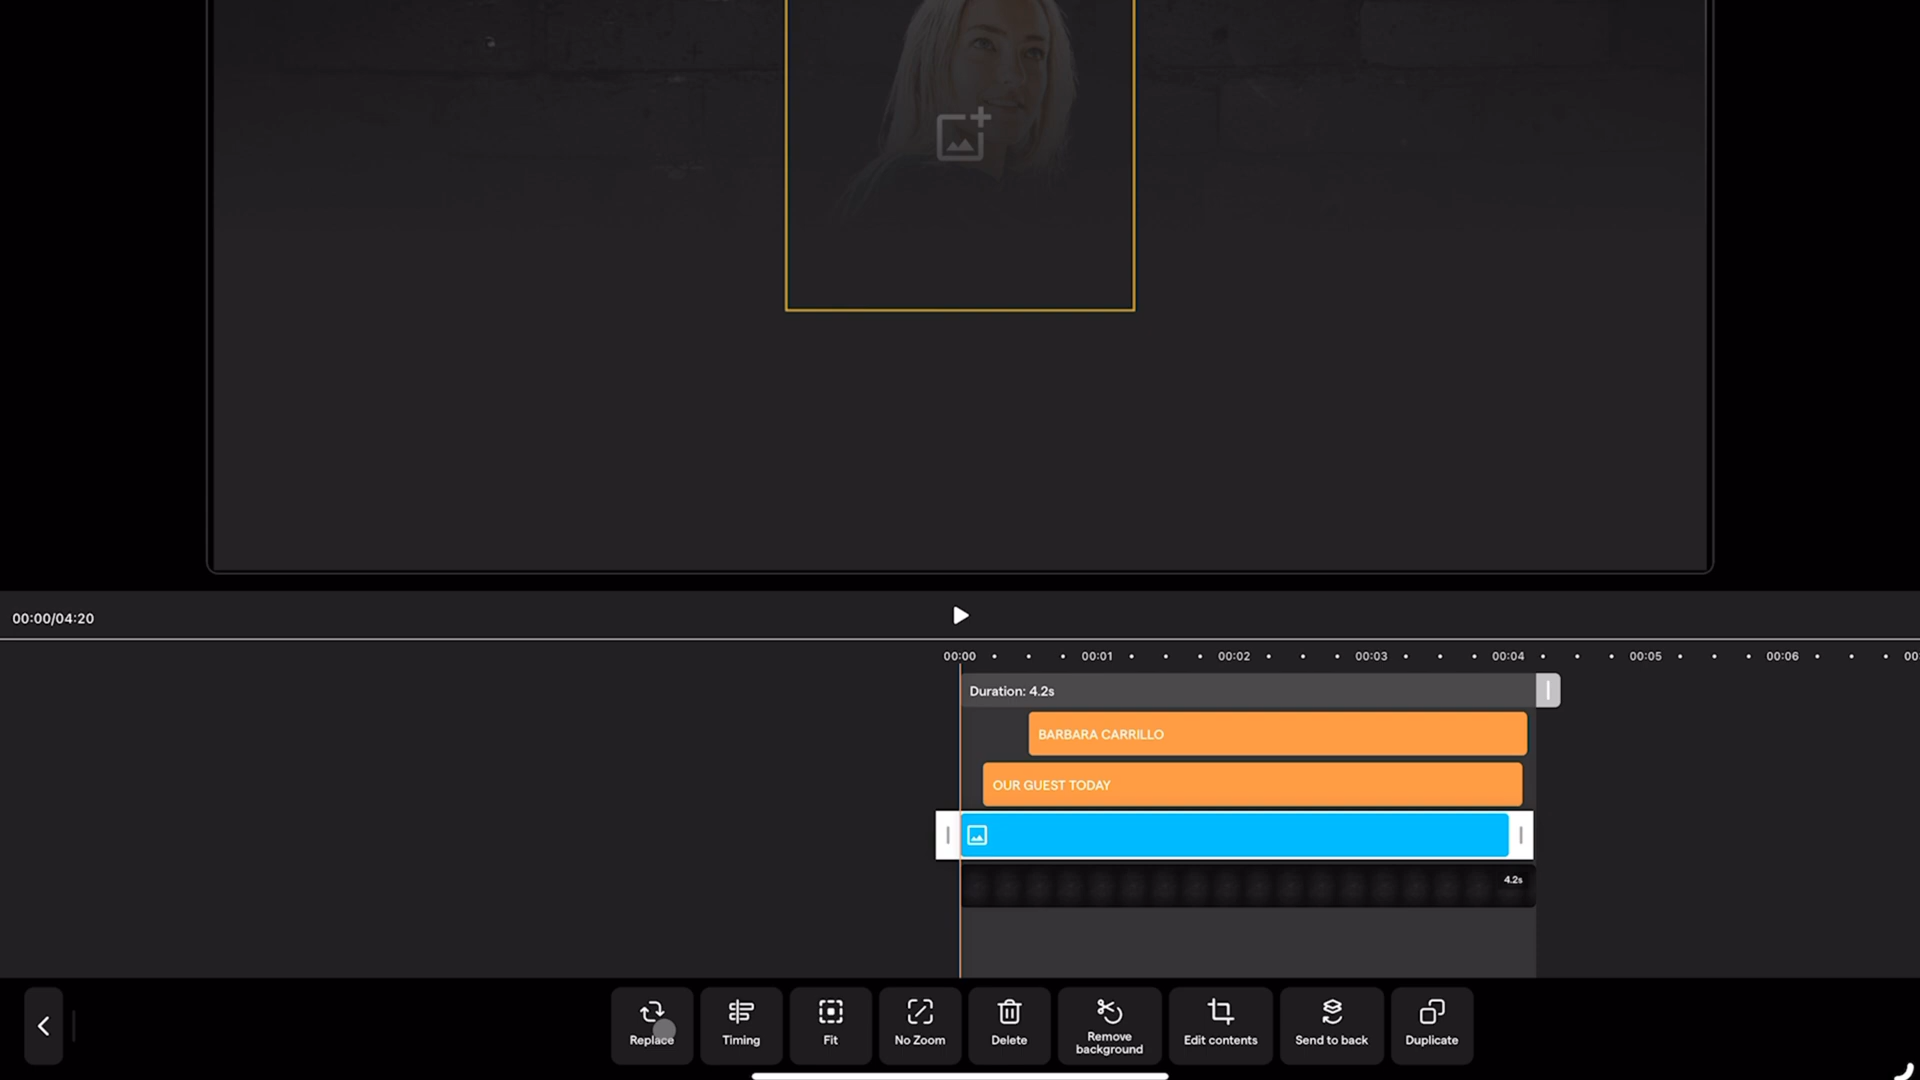 00:00/04:20
00:00 00:01 00:02 00:03 00:04 00:05 00:06 00
Duration: 4.2s
BARBARA CARRILLO
OUR GUEST TODAY
4.2s
Replace
Timing
Fit
No Zoom
Delete
Remove
background
Edit contents
Send to back
Duplicate